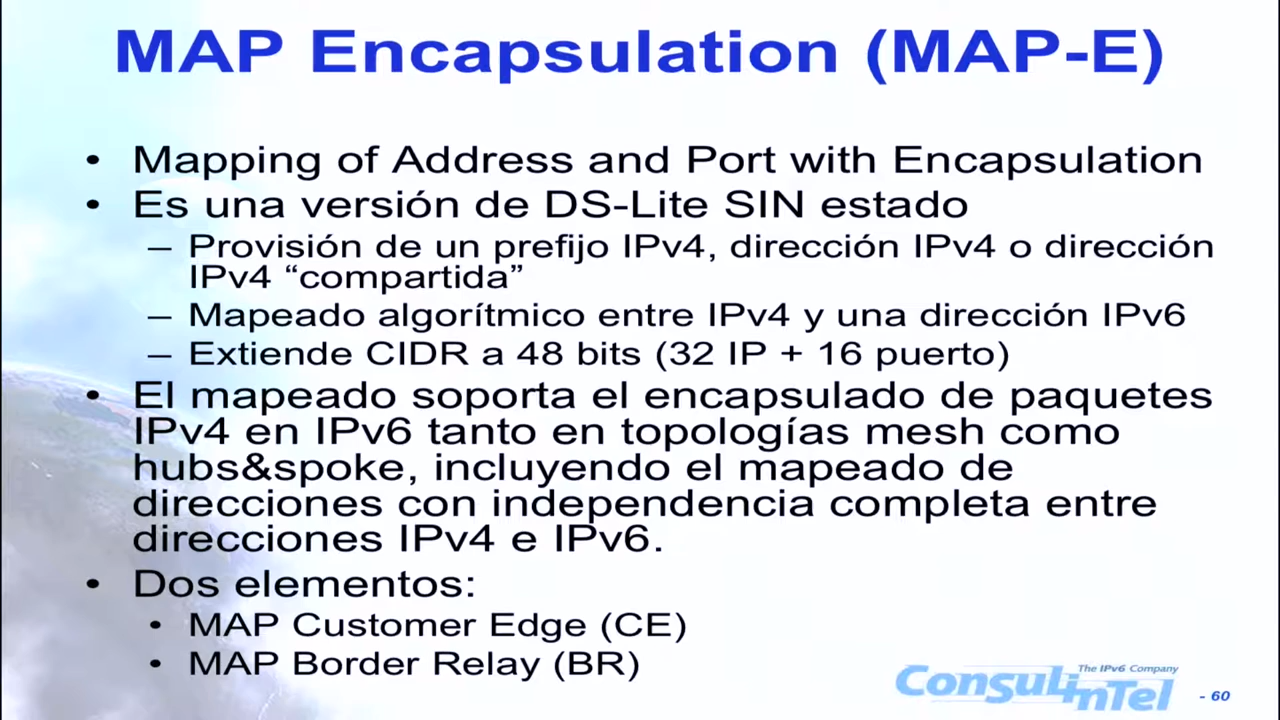 MAP Encapsulation (MAP-E)
• Mapping of Address and Port with Encapsulation
• Es una versión de DS-Lite SIN estado
– Provisión de un prefijo IPv4, dirección IPv4 o dirección
IPv4 “compartida”
– Mapeado algorítmico entre IPv4 y una dirección IPv6
– Extiende CIDR a 48 bits (32 IP + 16 puerto)
• El mapeado soporta el encapsulado de paquetes
IPv4 en IPv6 tanto en topologías mesh como
hubs&spoke, incluyendo el mapeado de
direcciones con independencia completa entre
direcciones IPv4 e IPv6.
• Dos elementos:
• MAP Customer Edge (CE)
• MAP Border Relay (BR)
The IPv6 Company
ConsulinTel
- 60